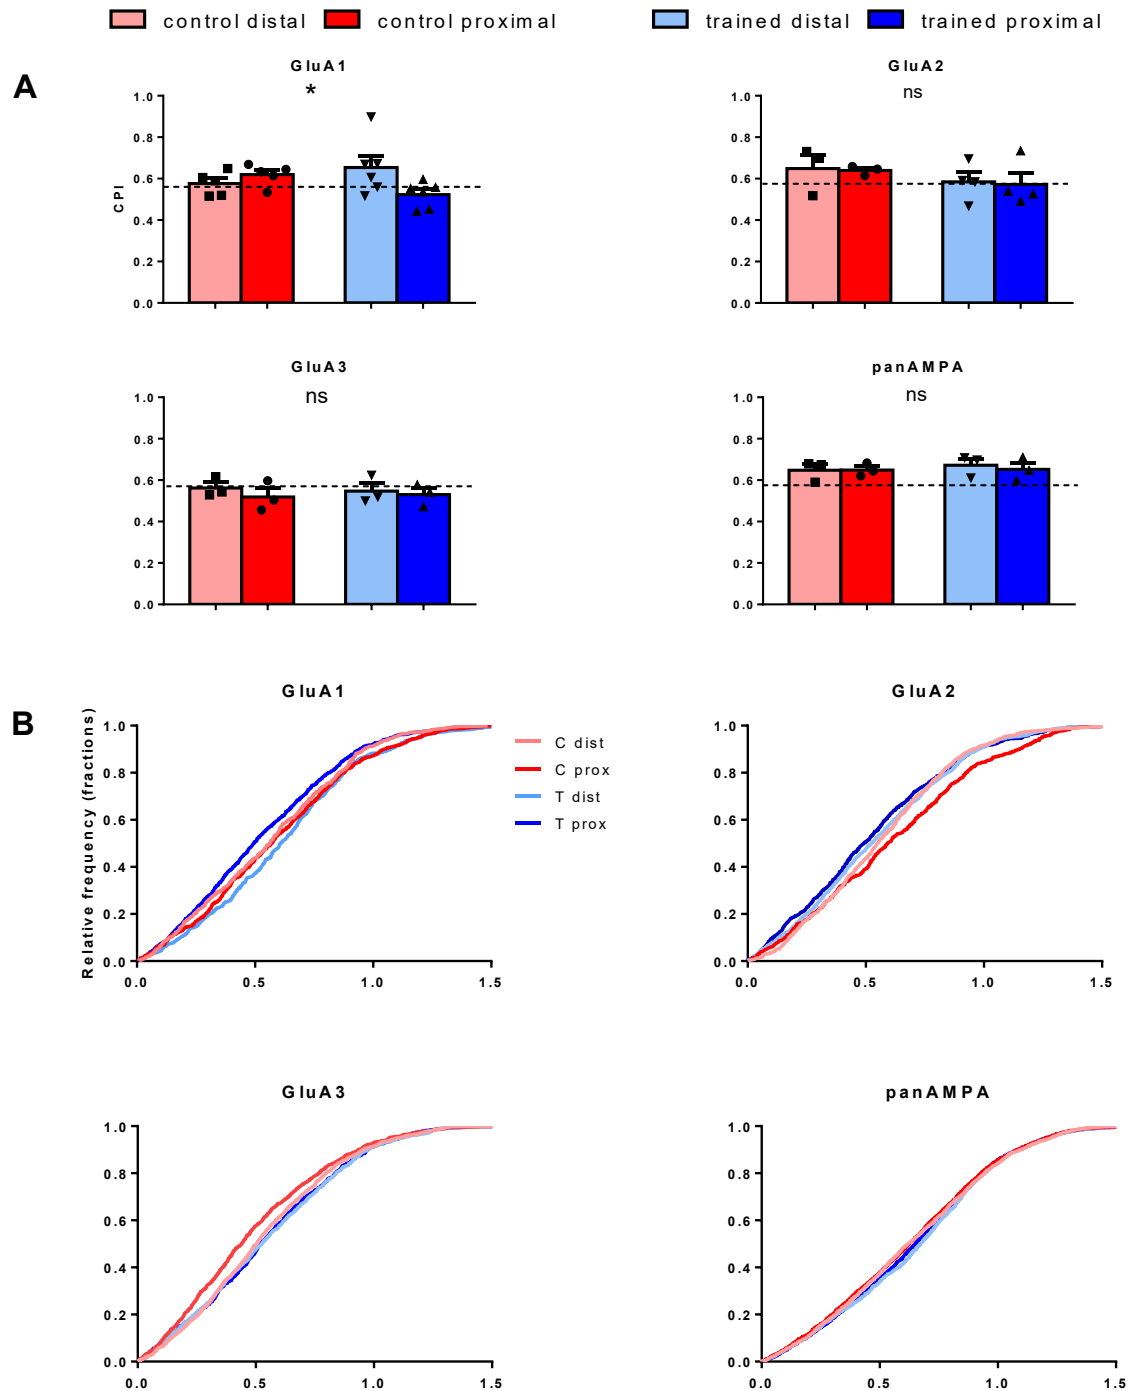 control distal control proximal trained distal trained proximal
A
GluA1
*
CPI
1.0
0.8
0.6
0.4
0.2
0.0
GluA2
ns
1.0
0.8
0.6
0.4
0.2
0.0
GluA3
ns
1.0
0.8
0.6
0.4
0.2
0.0
panAMPA
ns
1.0
0.8
0.6
0.4
0.2
0.0
B
GluA1
Relative frequency (fractions)
1.0
0.8
0.6
0.4
0.2
0.0
0.0 0.5 1.0 1.5
C dist
C prox
T dist
T prox
GluA2
1.0
0.8
0.6
0.4
0.2
0.0
0.0 0.5 1.0 1.5
GluA3
1.0
0.8
0.6
0.4
0.2
0.0
0.0 0.5 1.0 1.5
panAMPA
1.0
0.8
0.6
0.4
0.2
0.0
0.0 0.5 1.0 1.5